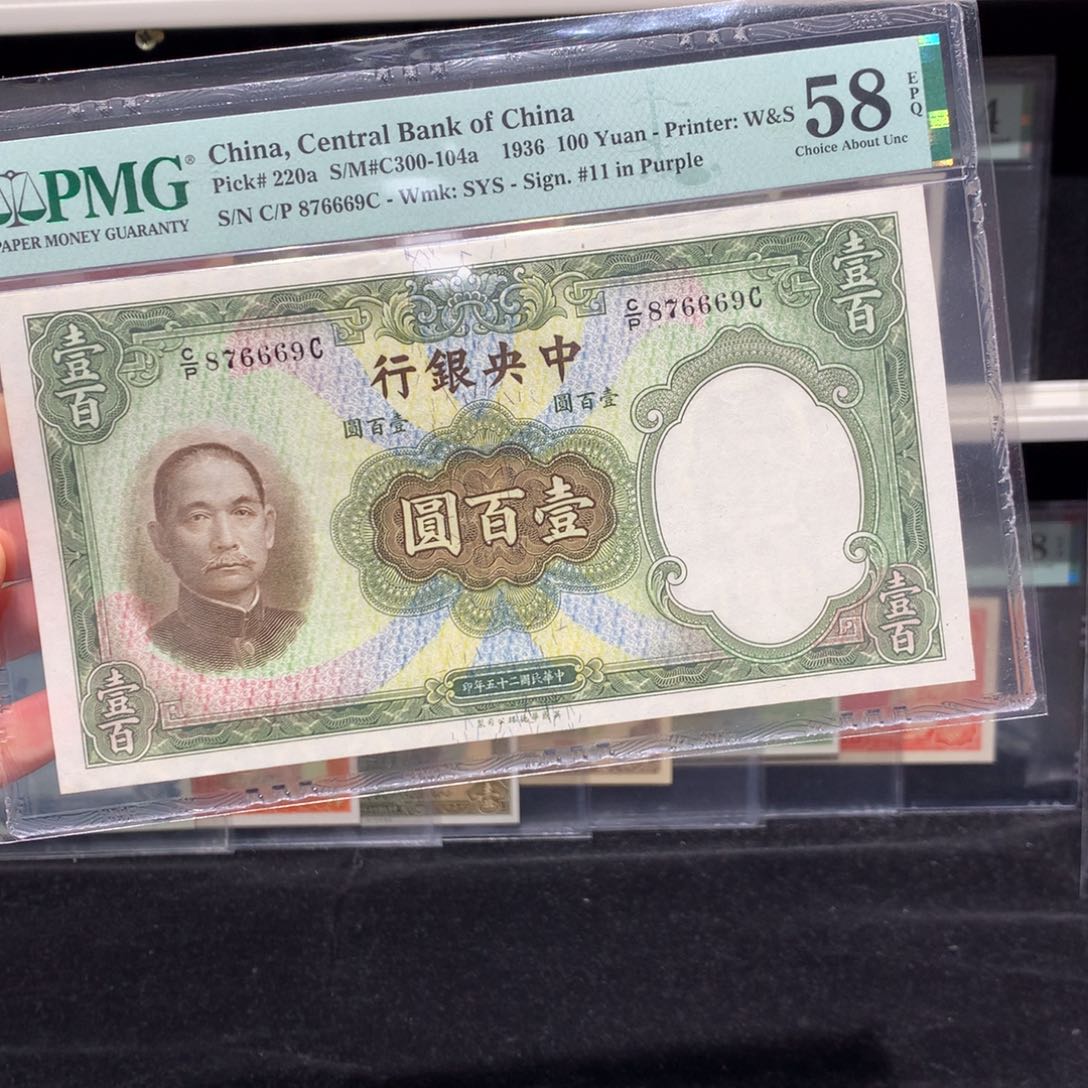 PMG®
PAPER MONEY GUARANTY
China, Central Bank of China
Pick# 220a S/M#C300-104a 1936 100 Yuan - Printer: W&S
S/N C/P 876669C - Wmk: SYS - Sign. #11 in Purple
58
EPQ
Choice About Unc
壹百
壹百
C/P 876669C
C/P 876669C
行銀央中
圓百壹
圓百壹
圓百壹
壹百
壹百
印年五十二國民華中
4
8